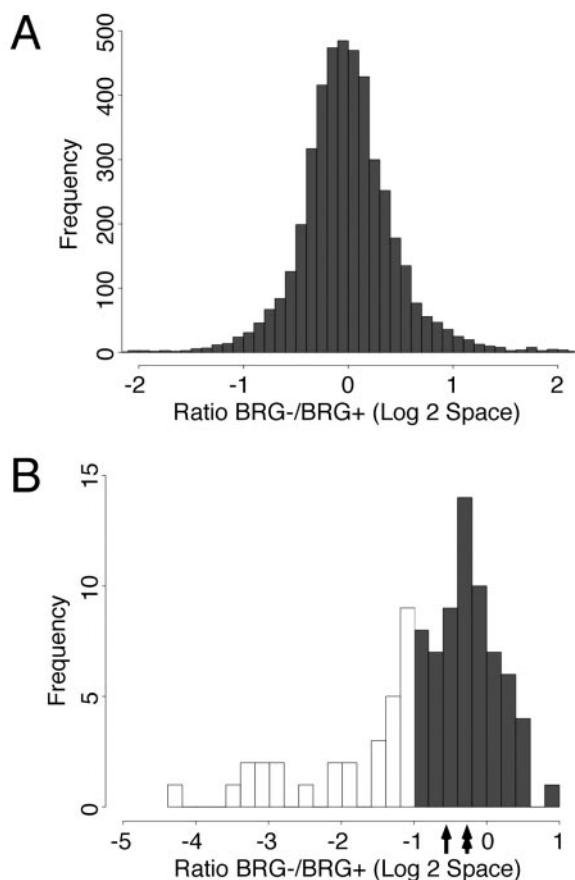 A
500
400
300
200
100
0
Frequency
-2 -1 0 1 2
Ratio BRG-/BRG+ (Log 2 Space)
B
15
10
5
0
Frequency
-5 -4 -3 -2 -1 0 1
Ratio BRG-/BRG+ (Log 2 Space)